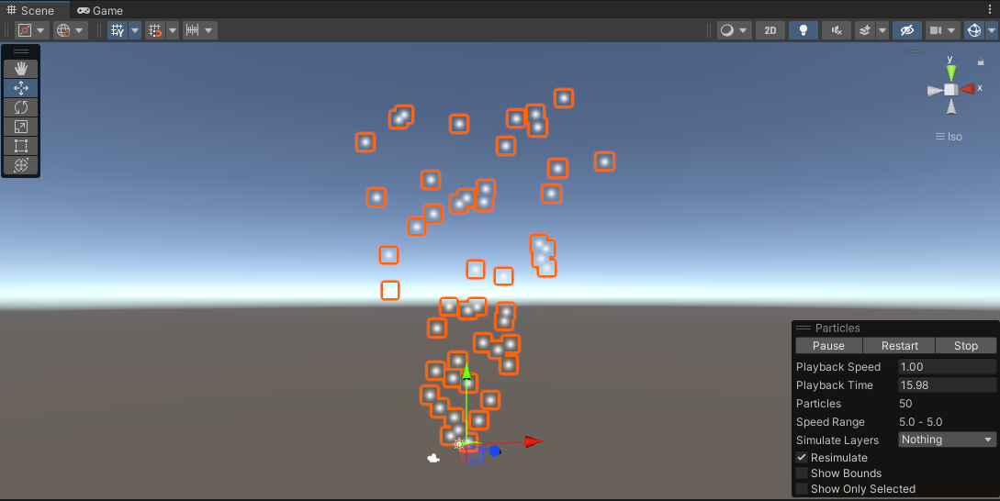 Scene Game
2D
y
x
Iso
Particles
Pause Restart Stop
Playback Speed 1.00
Playback Time 15.98
Particles 50
Speed Range 5.0 - 5.0
Simulate Layers Nothing
Resimulate
Show Bounds
Show Only Selected